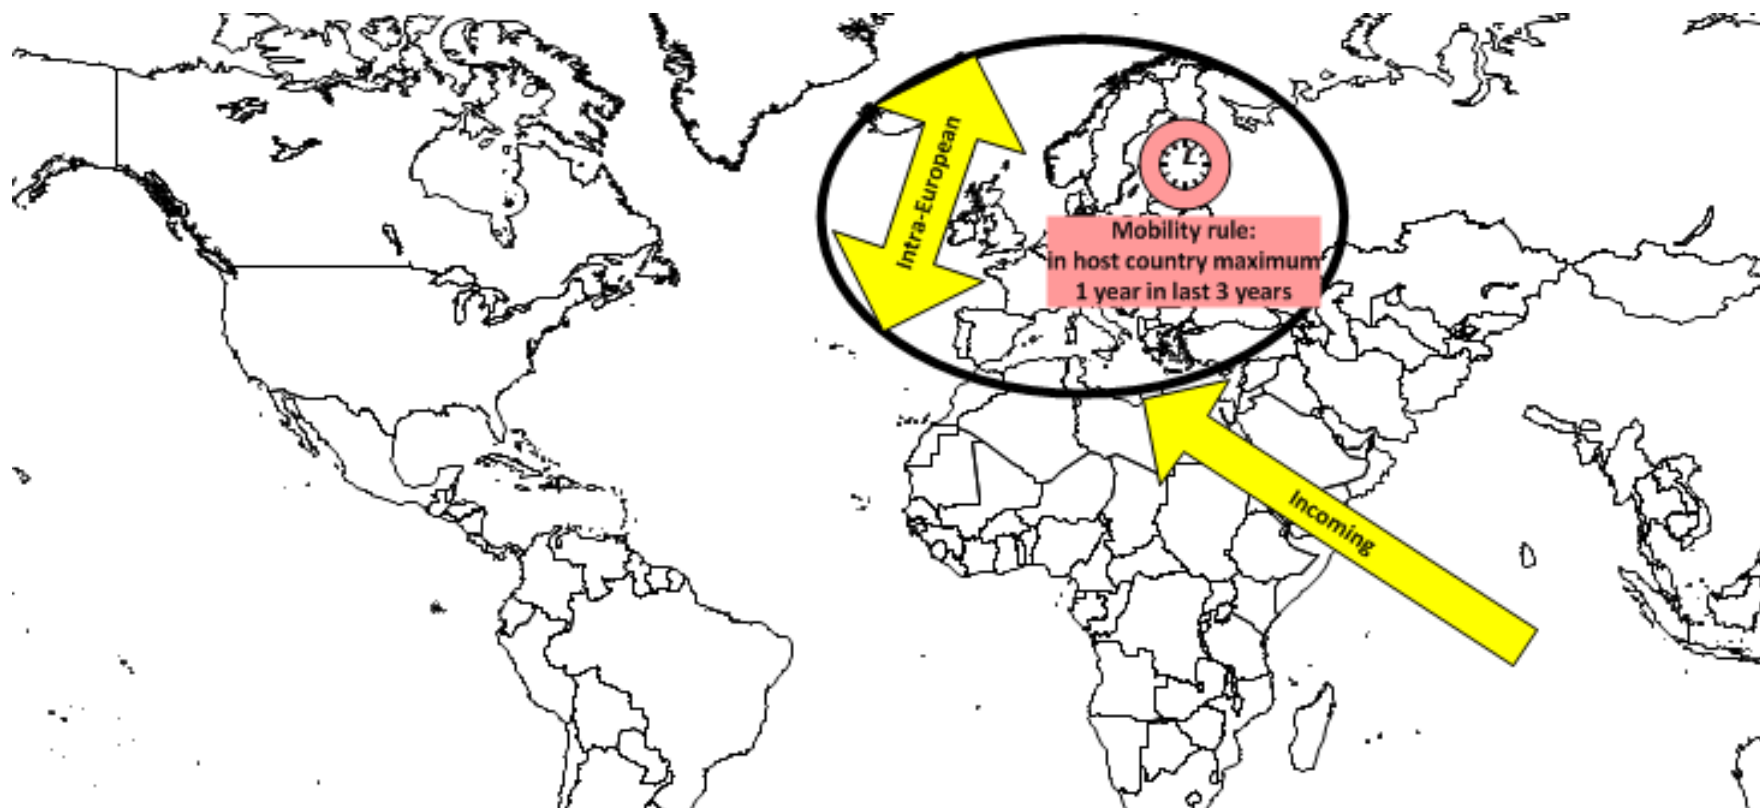 Intra-European
Mobility rule:
in host country maximum
1 year in last 3 years
Incoming